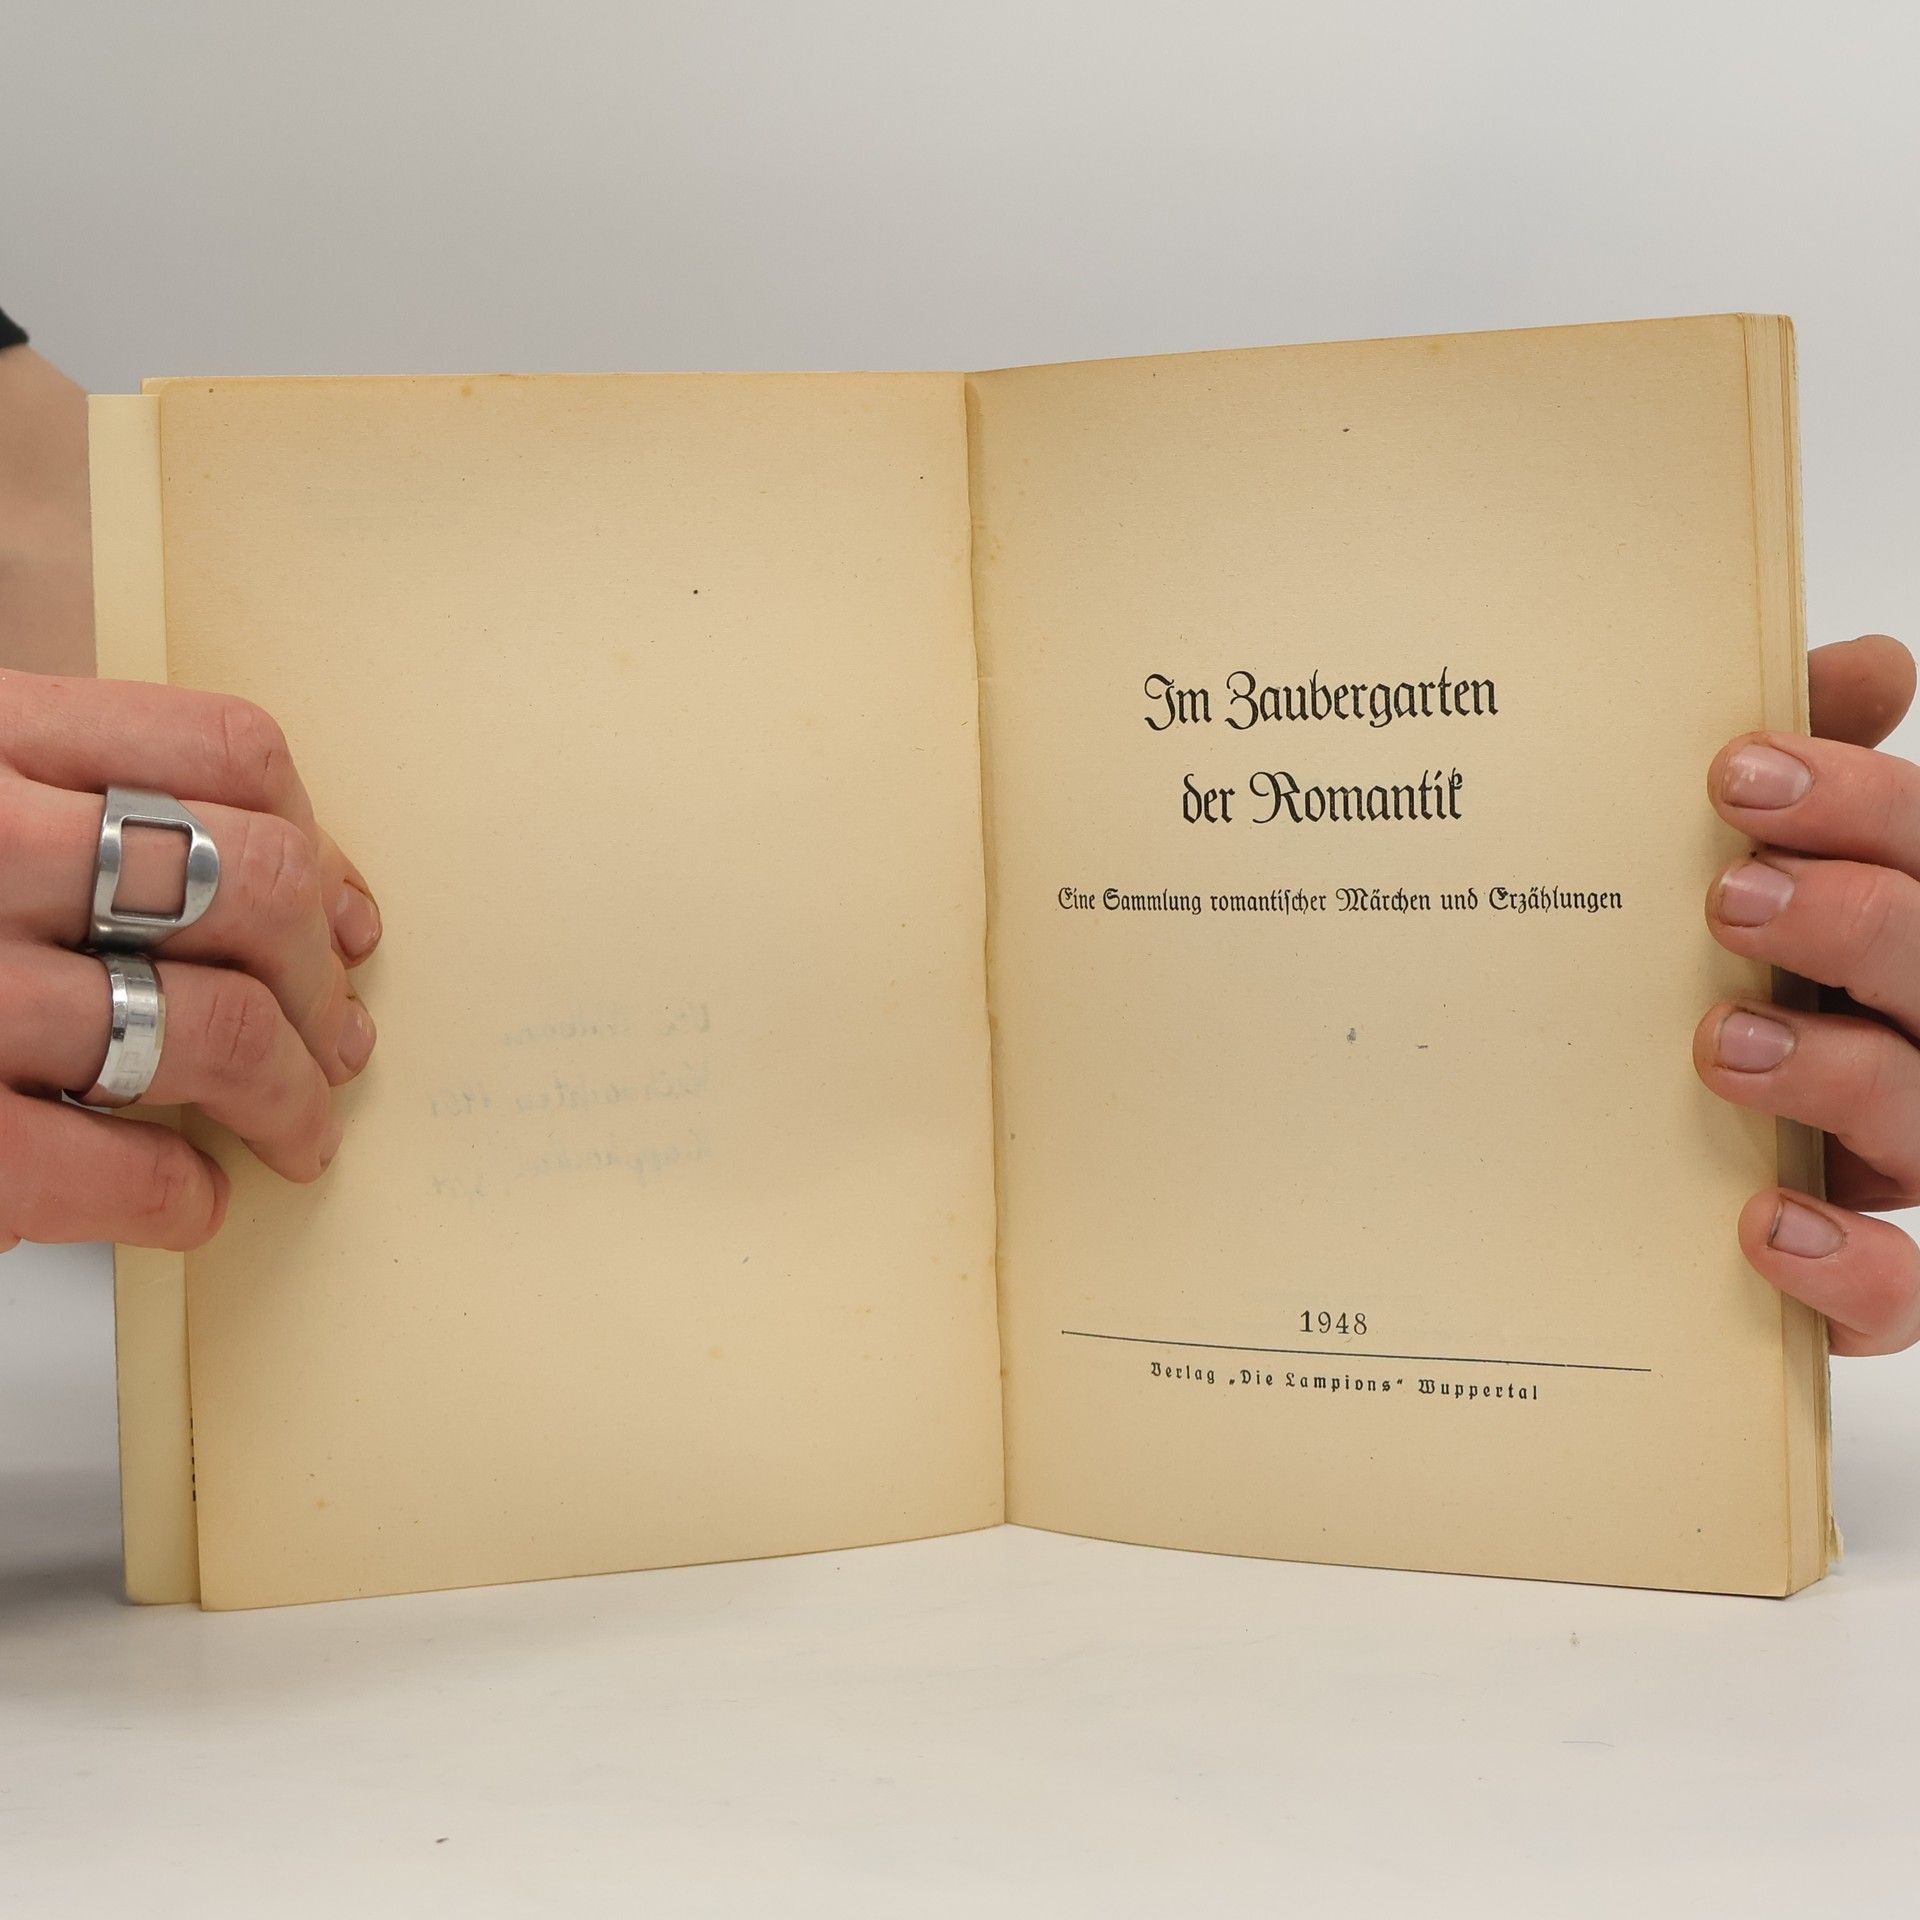 Im Zaubergarten
der Romantik
Eine Sammlung romantischer Märchen und Erzählungen
1948
Verlag „Die Lampions“ Wuppertal